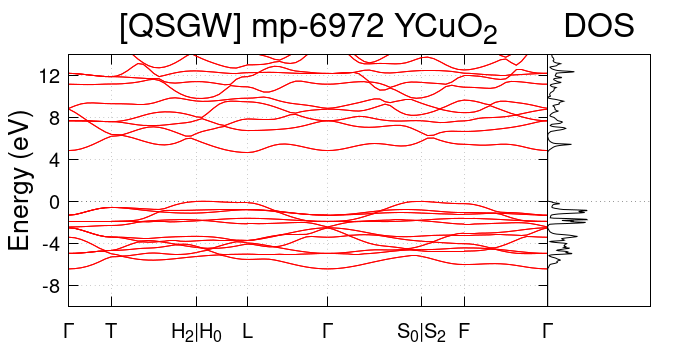 [QSGW] mp-6972 YCuO₂ DOS
Energy (eV)
12
8
4
0
-4
-8
Γ T H₂|H₀ L Γ S₀|S₂ F Γ